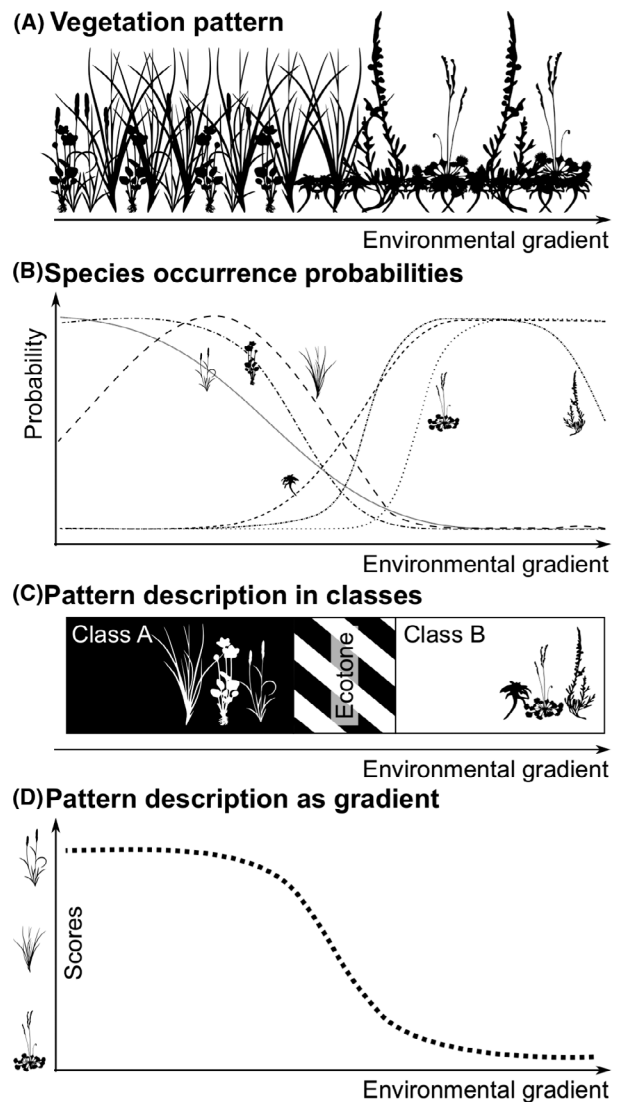 (A) Vegetation pattern
Environmental gradient
(B) Species occurrence probabilities
Probability
Environmental gradient
(C) Pattern description in classes
Class A
Ecotone
Class B
Environmental gradient
(D) Pattern description as gradient
Scores
Environmental gradient